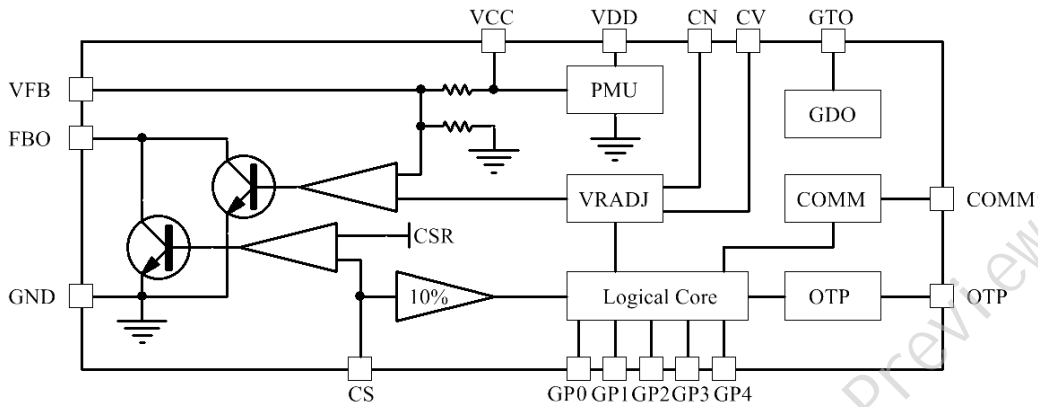 VCC VDD CN CV GTO
VFB
PMU
FBO
GDO
VRADJ
COMM
COMM
CSR
GND
10%
Logical Core
OTP
OTP
CS
GP0 GP1 GP2 GP3 GP4
Preview